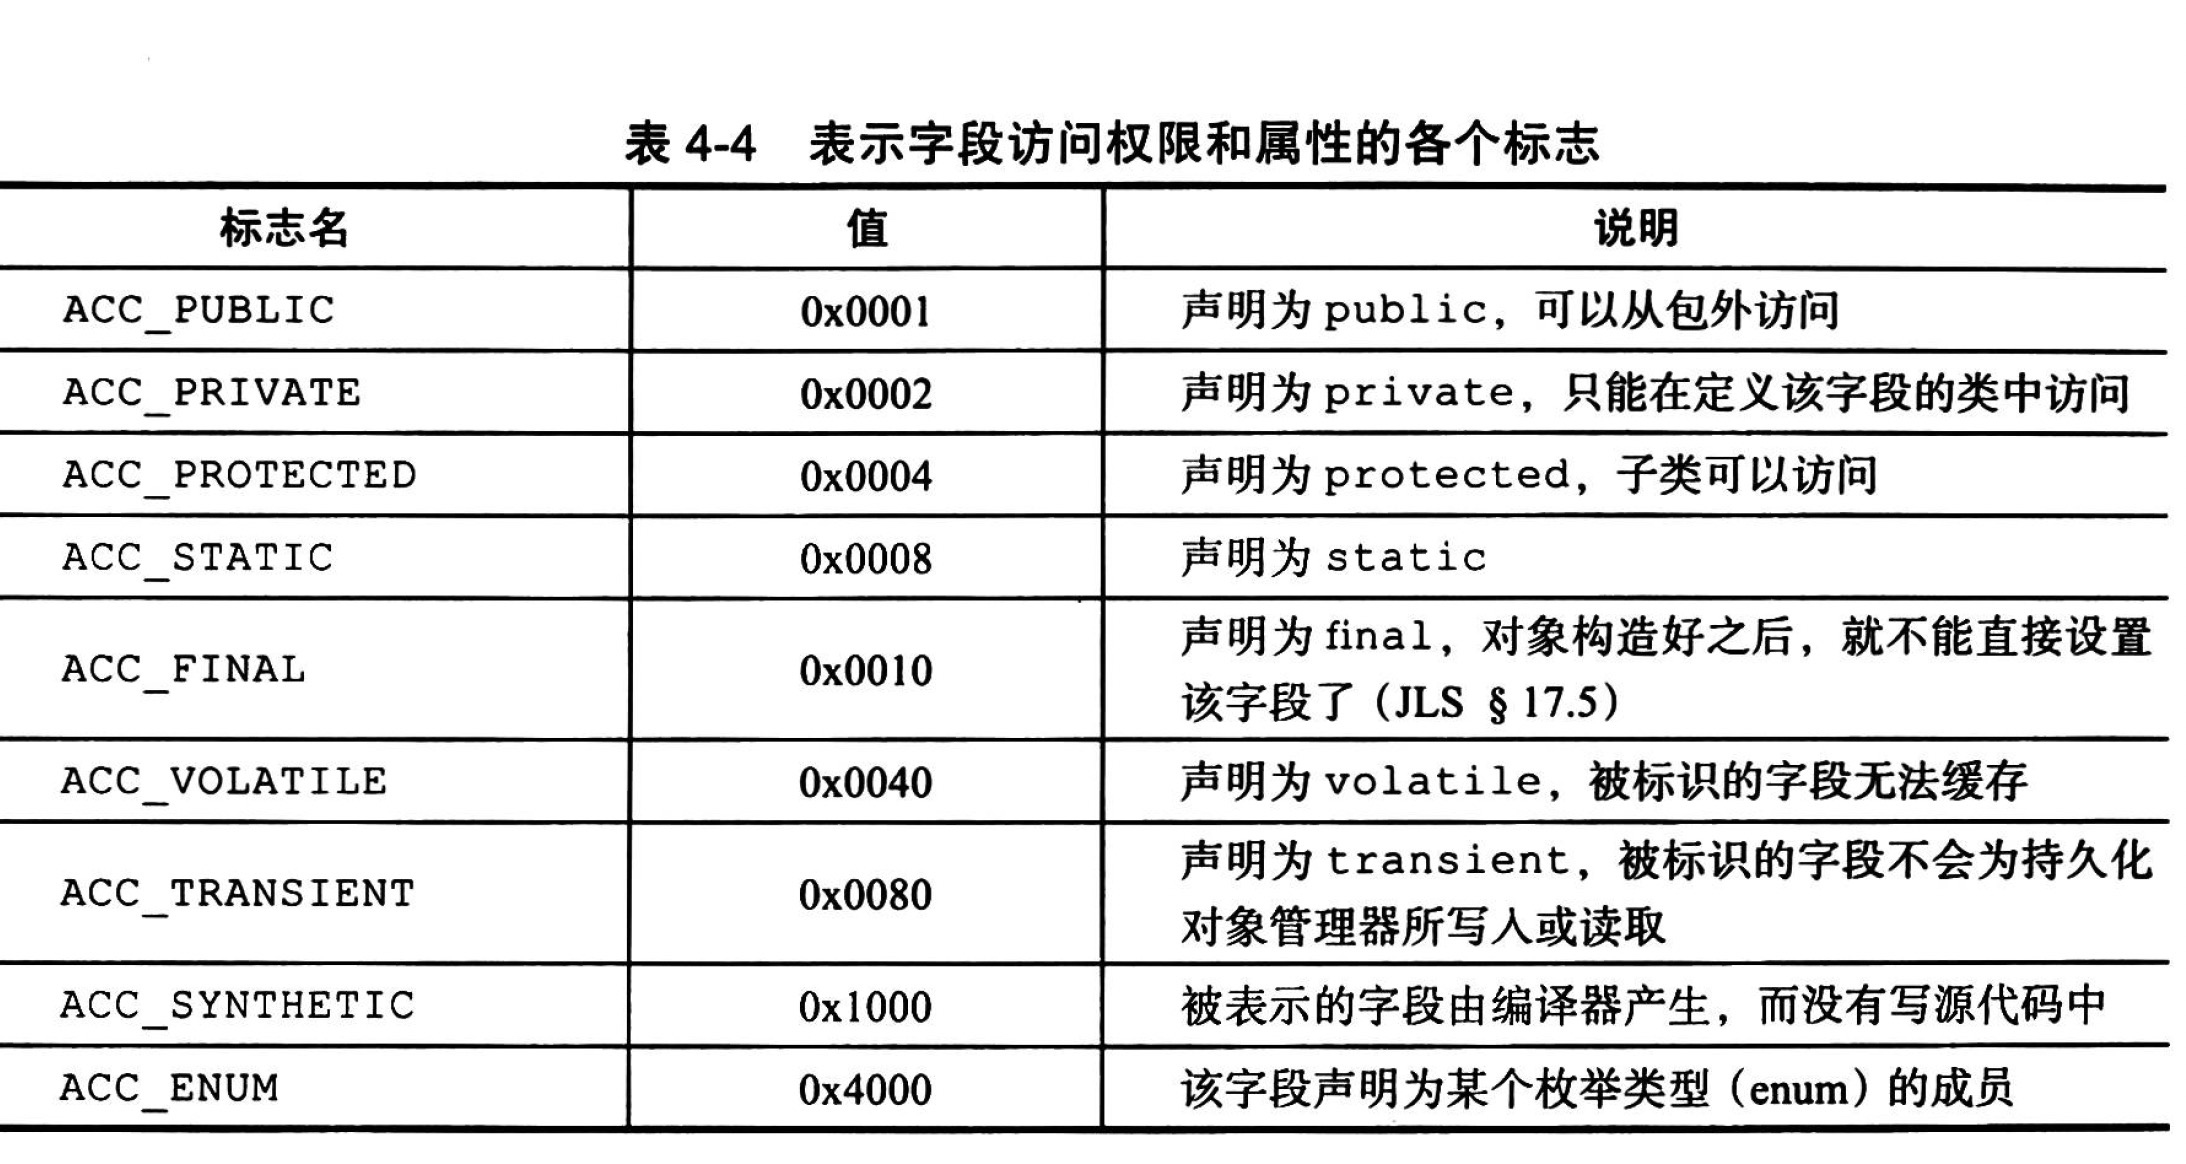 表 4-4 表示字段访问权限和属性的各个标志
标志名 值 说明
ACC_PUBLIC 0x0001 声明为 public，可以从包外访问
ACC_PRIVATE 0x0002 声明为 private，只能在定义该字段的类中访问
ACC_PROTECTED 0x0004 声明为 protected，子类可以访问
ACC_STATIC 0x0008 声明为 static
ACC_FINAL 0x0010 声明为 final，对象构造好之后，就不能直接设置
该字段了（JLS § 17.5）
ACC_VOLATILE 0x0040 声明为 volatile，被标识的字段无法缓存
ACC_TRANSIENT 0x0080 声明为 transient，被标识的字段不会为持久化
对象管理器所写入或读取
ACC_SYNTHETIC 0x1000 被表示的字段由编译器产生，而没有写源代码中
ACC_ENUM 0x4000 该字段声明为某个枚举类型（enum）的成员